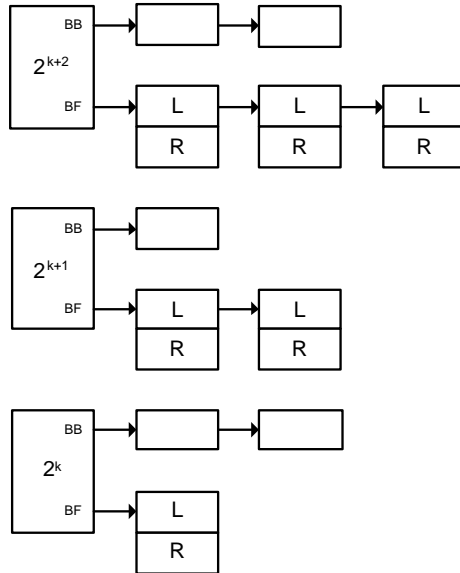 BB
2^{k+2}
BF L L L
R R R
BB
2^{k+1}
BF L L
R R
BB
2^k
BF L
R